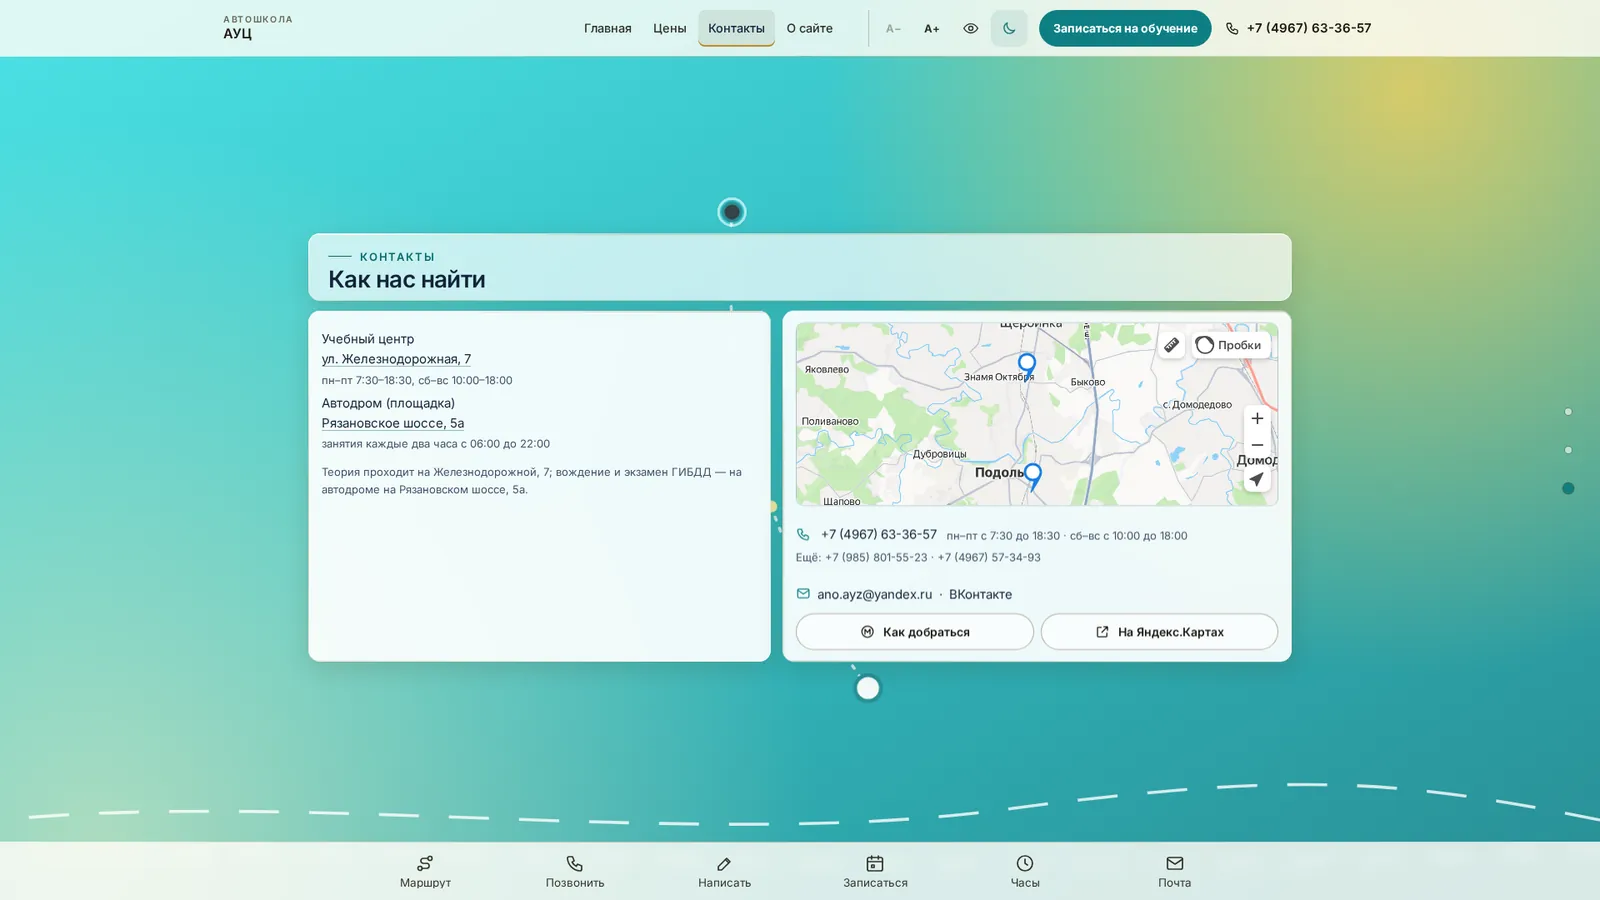 АВТОШКОЛА
АУЦ
Главная
Цены
Контакты
О сайте
A−
A+
Записаться на обучение
+7 (4967) 63-36-57
КОНТАКТЫ
Как нас найти
Учебный центр
ул. Железнодорожная, 7
пн–пт 7:30–18:30, сб–вс 10:00–18:00
Автодром (площадка)
Рязановское шоссе, 5а
занятия каждые два часа с 06:00 до 22:00
Теория проходит на Железнодорожной, 7; вождение и экзамен ГИБДД — на
автодроме на Рязановском шоссе, 5а.
Щербинка
Пробки
Яковлево
Знамя Октября
Быково
с. Домодедово
Поливаново
Дубровицы
Подоль
Домод
Щапово
+7 (4967) 63-36-57 пн–пт с 7:30 до 18:30 · сб–вс с 10:00 до 18:00
Ещё: +7 (985) 801-55-23 · +7 (4967) 57-34-93
ano.ayz@yandex.ru · ВКонтакте
Как добраться
На Яндекс.Картах
Маршрут
Позвонить
Написать
Записаться
Часы
Почта